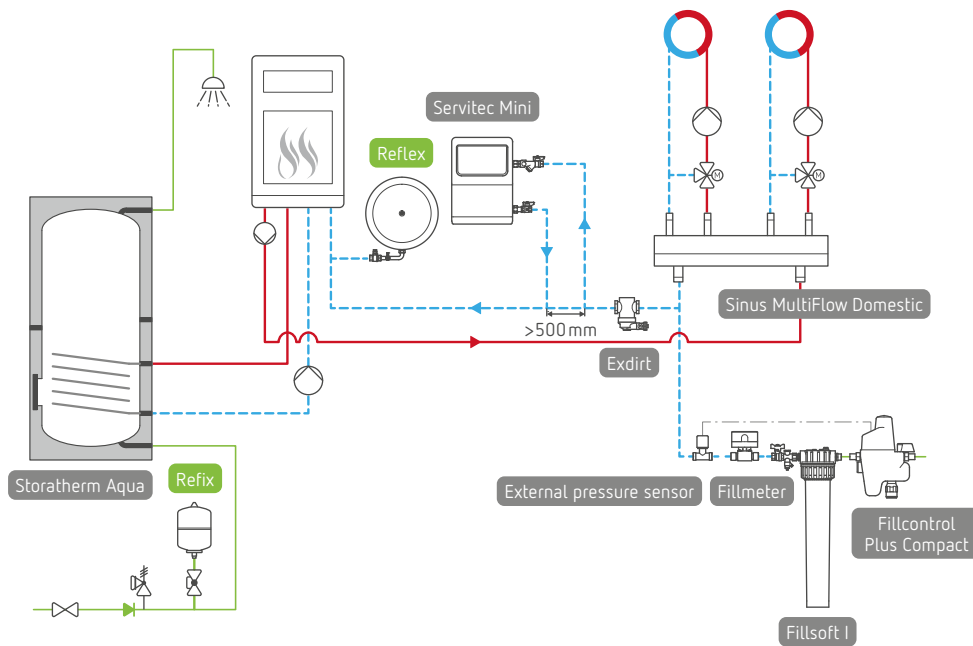 Servitec Mini
Reflex
M
M
Sinus MultiFlow Domestic
>500 mm
Exdirt
Storatherm Aqua
Refix
External pressure sensor
Fillmeter
Fillcontrol
Plus Compact
Fillsoft I